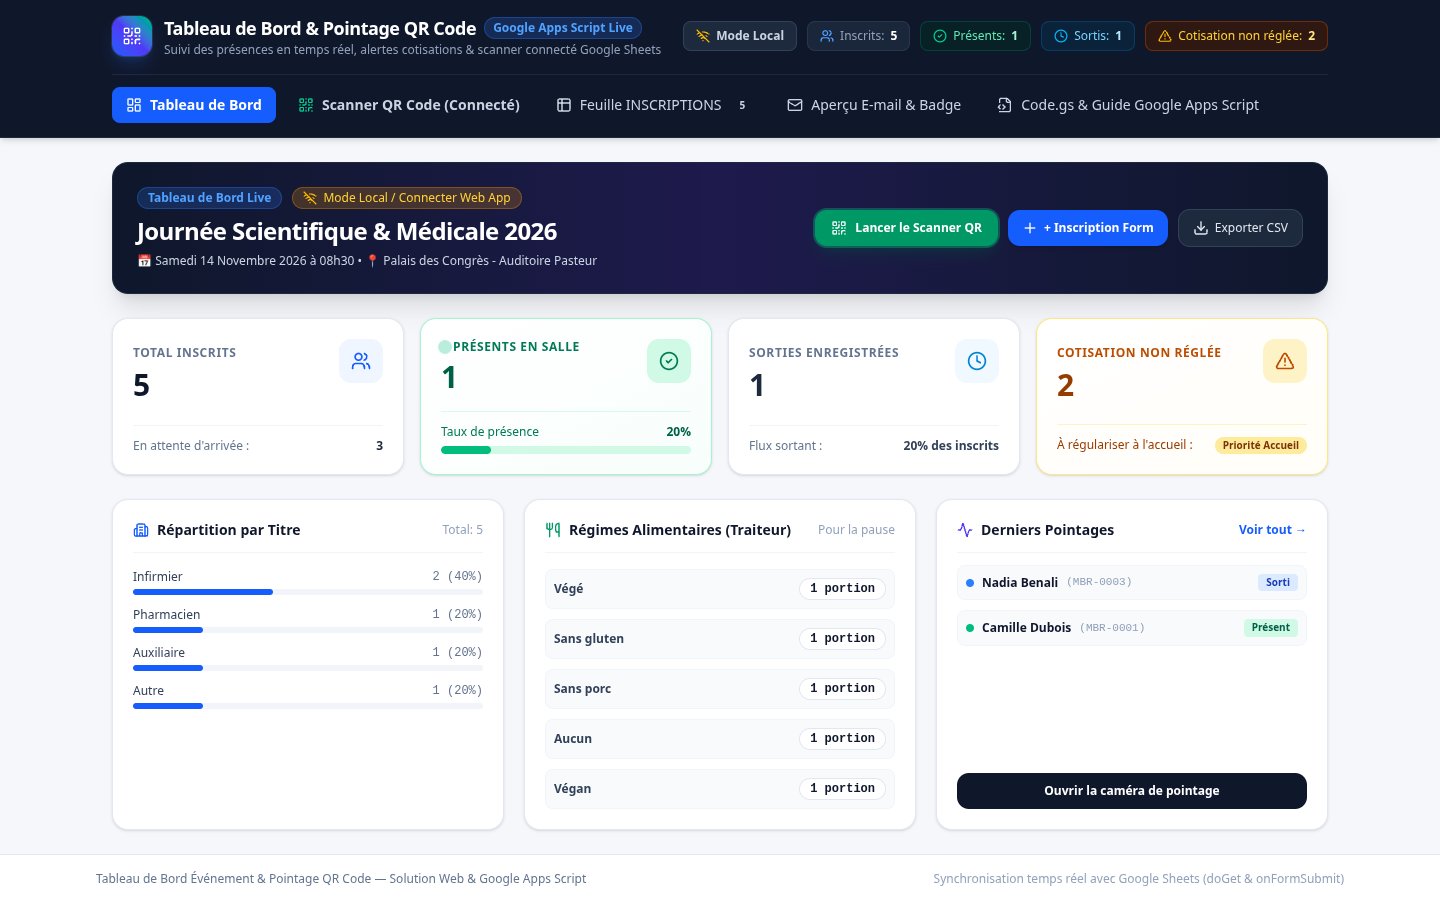 Tableau de Bord & Pointage QR Code Google Apps Script Live
Suivi des présences en temps réel, alertes cotisations & scanner connecté Google Sheets
Mode Local Inscrits: 5 Présents: 1 Sortis: 1 Cotisation non réglée: 2
Tableau de Bord Scanner QR Code (Connecté) Feuille INSCRIPTIONS 5 Aperçu E-mail & Badge Code.gs & Guide Google Apps Script
Tableau de Bord Live Mode Local / Connecter Web App
Journée Scientifique & Médicale 2026
📅 Samedi 14 Novembre 2026 à 08h30 • 📍 Palais des Congrès - Auditoire Pasteur
Lancer le Scanner QR + Inscription Form Exporter CSV
TOTAL INSCRITS
5
En attente d'arrivée : 3
PRÉSENTS EN SALLE
1
Taux de présence 20%
SORTIES ENREGISTRÉES
1
Flux sortant : 20% des inscrits
COTISATION NON RÉGLÉE
2
À régulariser à l'accueil : Priorité Accueil
Répartition par Titre Total: 5
Infirmier 2 (40%)
Pharmacien 1 (20%)
Auxiliaire 1 (20%)
Autre 1 (20%)
Régimes Alimentaires (Traiteur) Pour la pause
Végé 1 portion
Sans gluten 1 portion
Sans porc 1 portion
Aucun 1 portion
Végan 1 portion
Derniers Pointages Voir tout →
Nadia Benali (MBR-0003) Sorti
Camille Dubois (MBR-0001) Présent
Ouvrir la caméra de pointage
Tableau de Bord Événement & Pointage QR Code — Solution Web & Google Apps Script
Synchronisation temps réel avec Google Sheets (doGet & onFormSubmit)